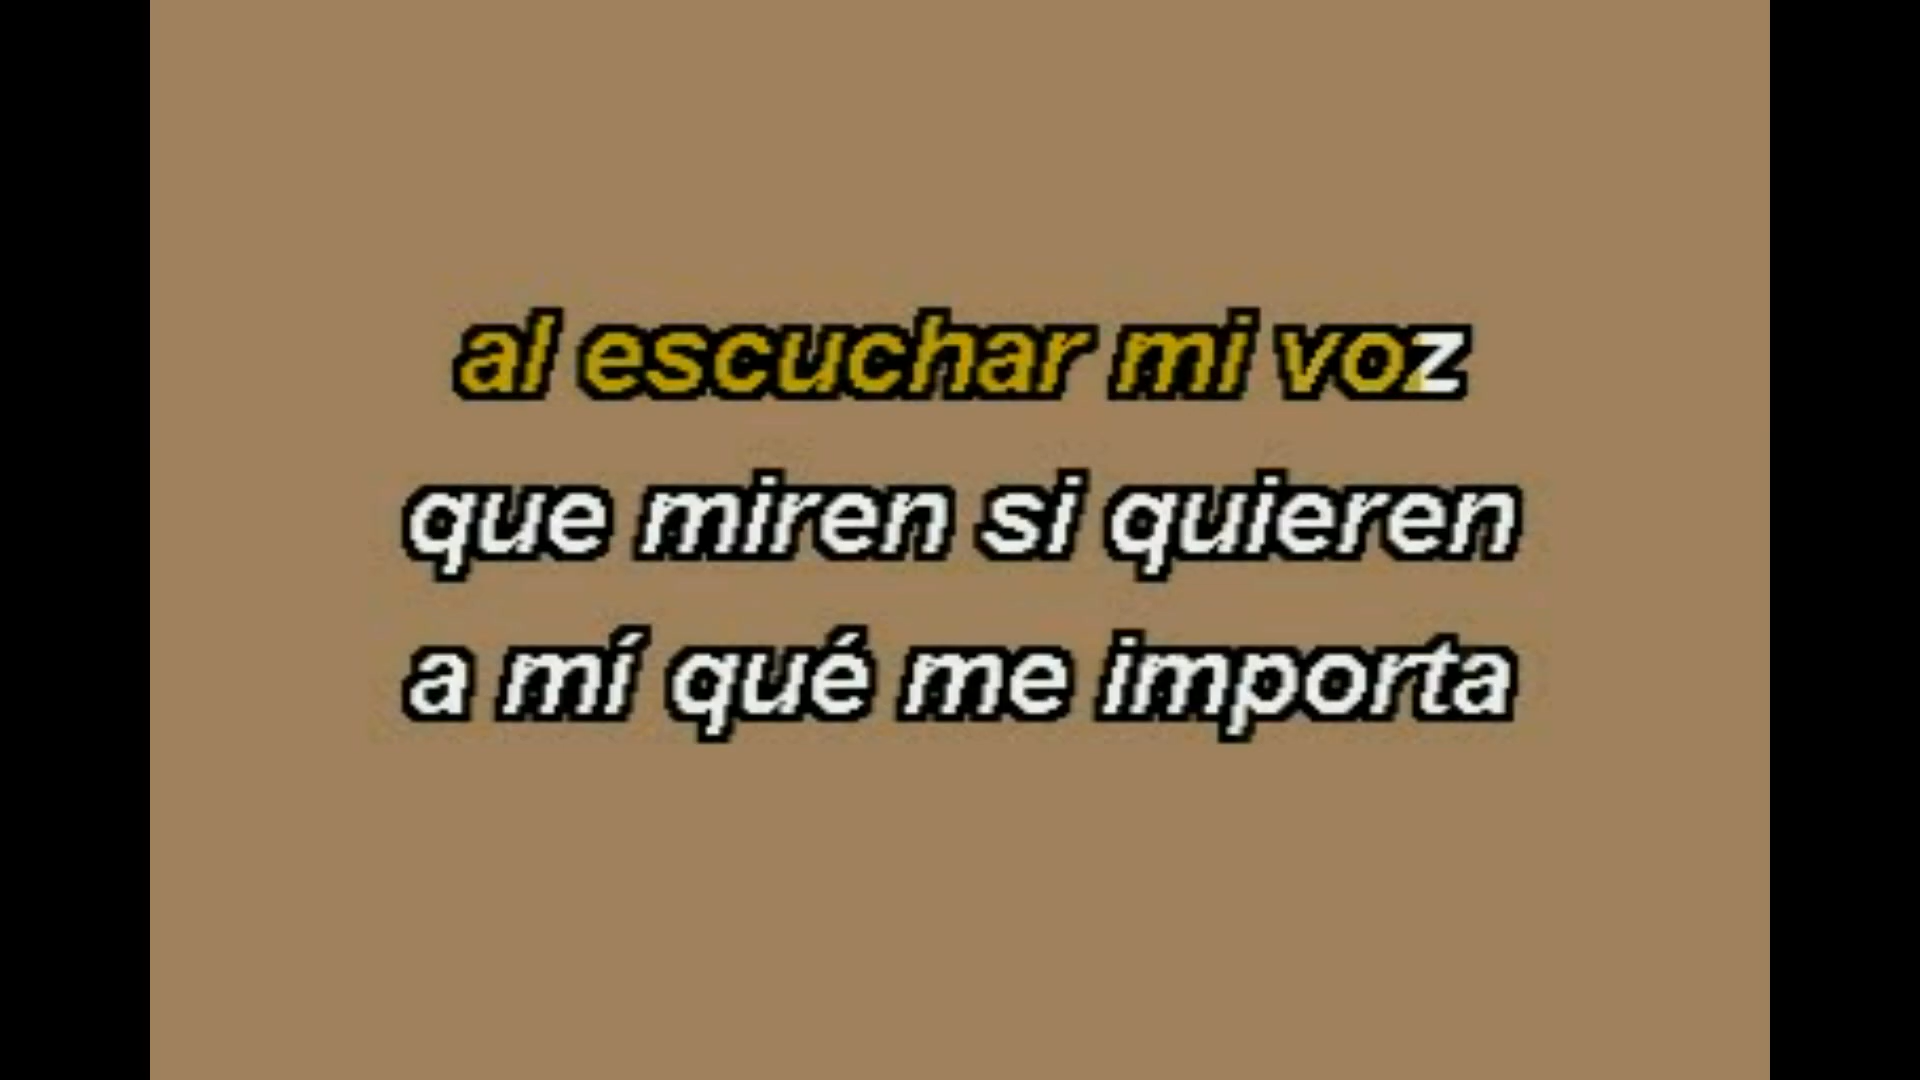 al escuchar mi voz
que miren si quieren
a mí qué me importa